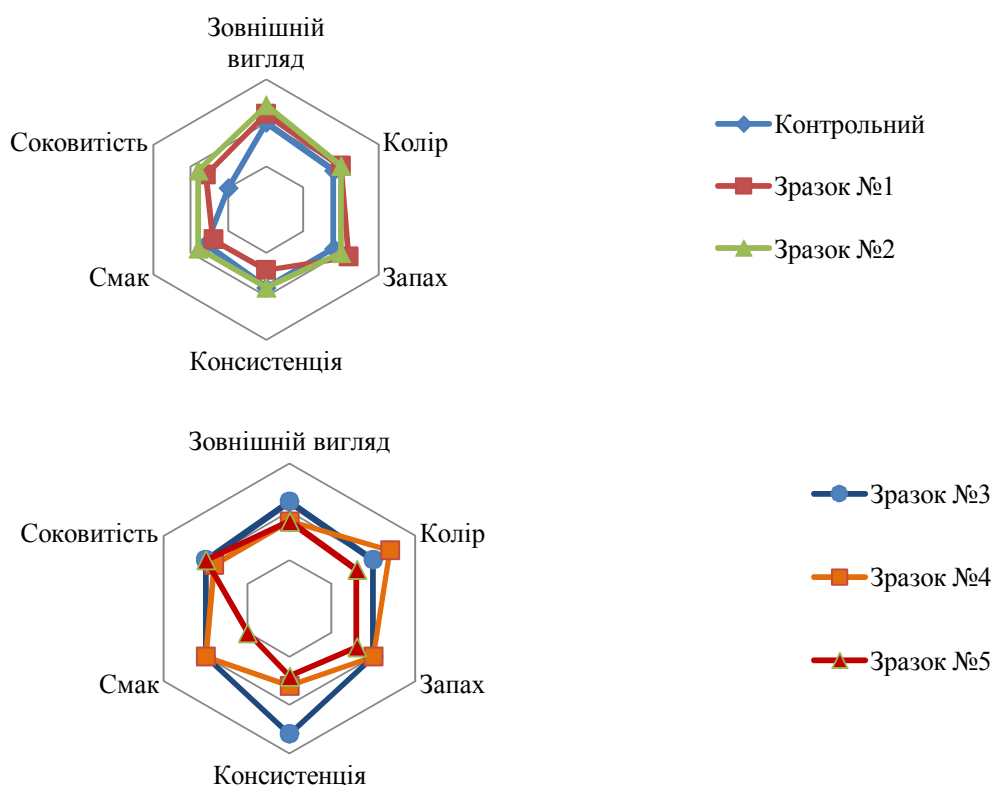 Зовнішній
вигляд
Соковитість
Колір
Смак
Запах
Консистенція
Контрольний
Зразок №1
Зразок №2
Зовнішній вигляд
Соковитість
Колір
Смак
Запах
Консистенція
Зразок №3
Зразок №4
Зразок №5